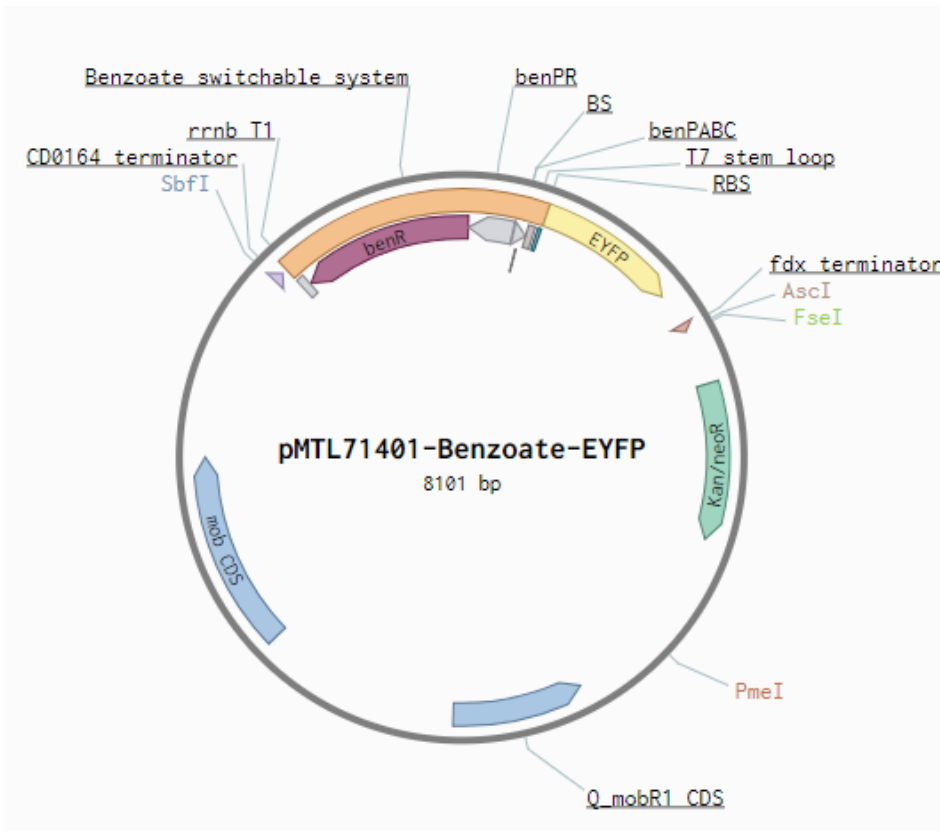 Benzoate switchable system
benPR
BS
rrnb T1
benPABC
CD0164 terminator
T7 stem loop
SbfI
RBS
benR
EYFP
fdx terminator
AscI
FseI
Kan/neoR
pMTL71401-Benzoate-EYFP
8101 bp
mob CDS
PmeI
Q_mobR1 CDS